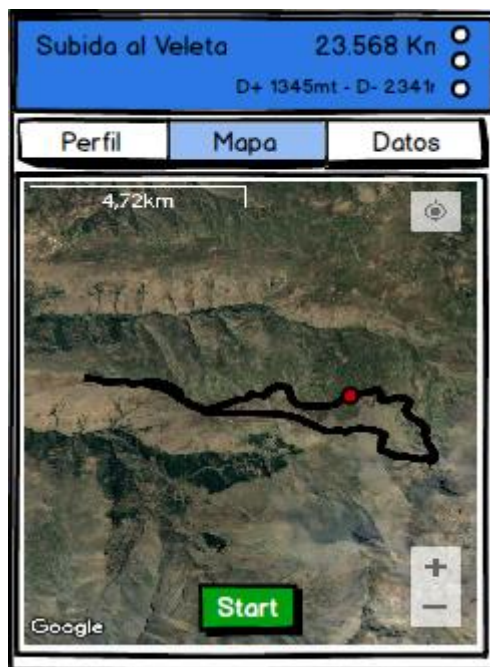 Subida al Veleta 23.568 Kn
D+ 1345mt - D- 2341r
Perfil Mapa Datos
4,72km
+
Start
−
Google